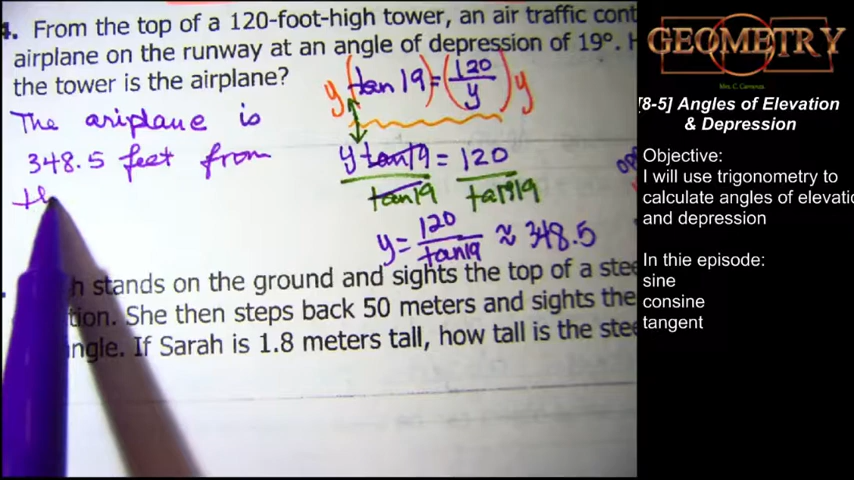 4. From the top of a 120-foot-high tower, an air traffic cont
airplane on the runway at an angle of depression of 19°. H
the tower is the airplane?
y(tan 19) = (120/y) y
The ariplane is
348.5 feet from
the
y tan 19 = 120
tan 19 tan 19
y = 120/tan 19 ≈ 348.5
h stands on the ground and sights the top of a stee
tion. She then steps back 50 meters and sights the
ngle. If Sarah is 1.8 meters tall, how tall is the stee
GEOMETRY
Mrs. C. Carreras
[8-5] Angles of Elevation
& Depression
Objective:
I will use trigonometry to
calculate angles of elevatio
and depression
In thie episode:
sine
consine
tangent